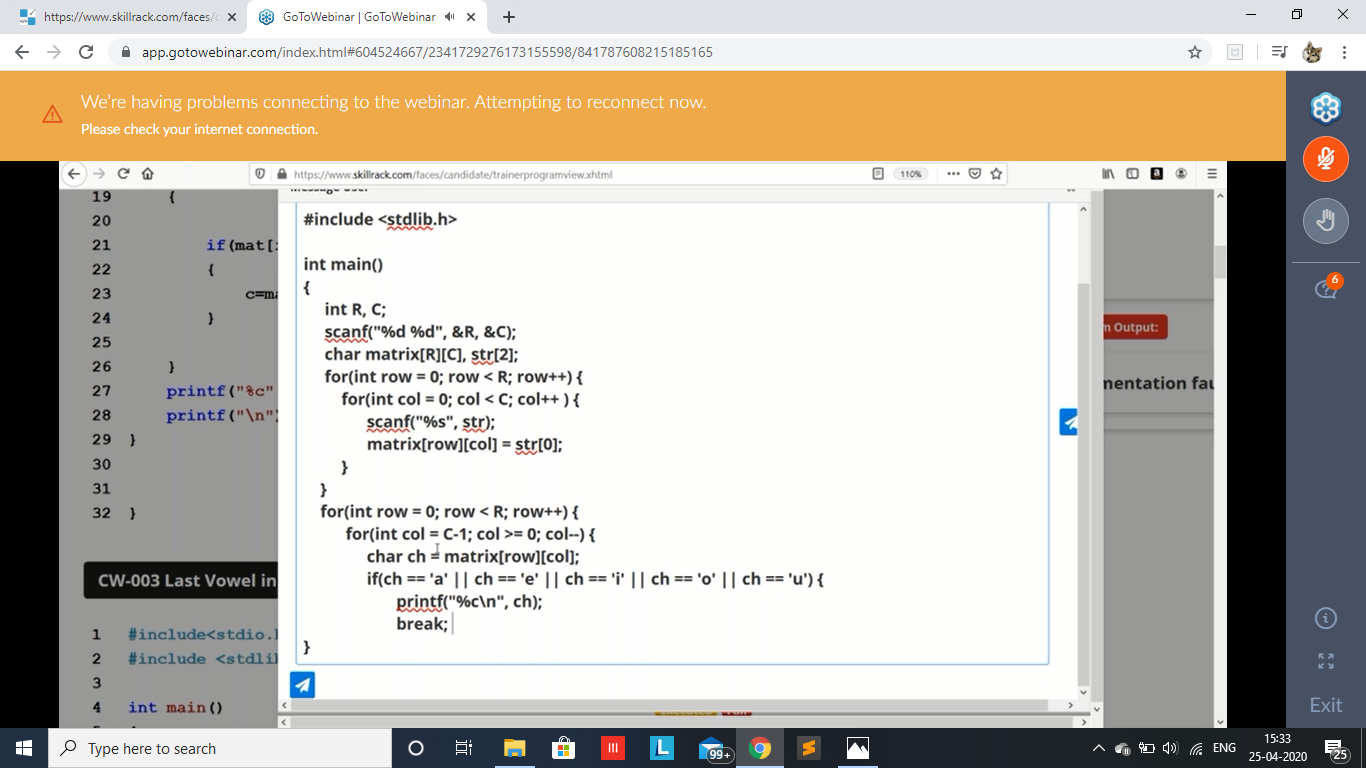 https://www.skillrack.com/faces/c
GoToWebinar | GoToWebinar
app.gotowebinar.com/index.html#604524667/2341729276173155598/841787608215185165
We're having problems connecting to the webinar. Attempting to reconnect now.
Please check your internet connection.
https://www.skillrack.com/faces/candidate/trainerprogramview.xhtml
110%
19 {
20
21 if(mat[
22 {
23 c=ma
24 }
25
26 }
27 printf("%c"
28 printf("\n"
29 }
30
31
32 }
CW-003 Last Vowel in
1 #include<stdio.
2 #include <stdli
3
4 int main()
Message User
#include <stdlib.h>
int main()
{
int R, C;
scanf("%d %d", &R, &C);
char matrix[R][C], str[2];
for(int row = 0; row < R; row++) {
for(int col = 0; col < C; col++ ) {
scanf("%s", str);
matrix[row][col] = str[0];
}
}
for(int row = 0; row < R; row++) {
for(int col = C-1; col >= 0; col--) {
char ch = matrix[row][col];
if(ch == 'a' || ch == 'e' || ch == 'i' || ch == 'o' || ch == 'u') {
printf("%c\n", ch);
break;
}
m Output:
mentation fau
6
Exit
Type here to search
99+
ENG
15:33
25-04-2020
25